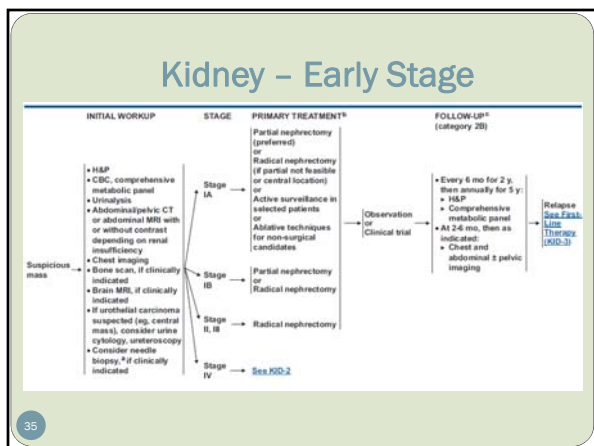 Kidney – Early Stage
INITIAL WORKUP
STAGE
PRIMARY TREATMENTᵇ
FOLLOW-UPᶜ
(category 2B)
Suspicious
mass
• H&P
• CBC, comprehensive
metabolic panel
• Urinalysis
• Abdominal/pelvic CT
or abdominal MRI with
or without contrast
depending on renal
insufficiency
• Chest imaging
• Bone scan, if clinically
indicated
• Brain MRI, if clinically
indicated
• If urothelial carcinoma
suspected (eg, central
mass), consider urine
cytology, ureteroscopy
• Consider needle
biopsy,ᵃ if clinically
indicated
Stage
IA
Partial nephrectomy
(preferred)
or
Radical nephrectomy
(if partial not feasible
or central location)
or
Active surveillance in
selected patients
or
Ablative techniques
for non-surgical
candidates
Stage
IB
Partial nephrectomy
or
Radical nephrectomy
Stage
II, III
Radical nephrectomy
Stage
IV
See KID-2
Observation
or
Clinical trial
• Every 6 mo for 2 y,
then annually for 5 y:
▸ H&P
▸ Comprehensive
metabolic panel
• At 2-6 mo, then as
indicated:
▸ Chest and
abdominal ± pelvic
imaging
Relapse
See First-
Line
Therapy
(KID-3)
35